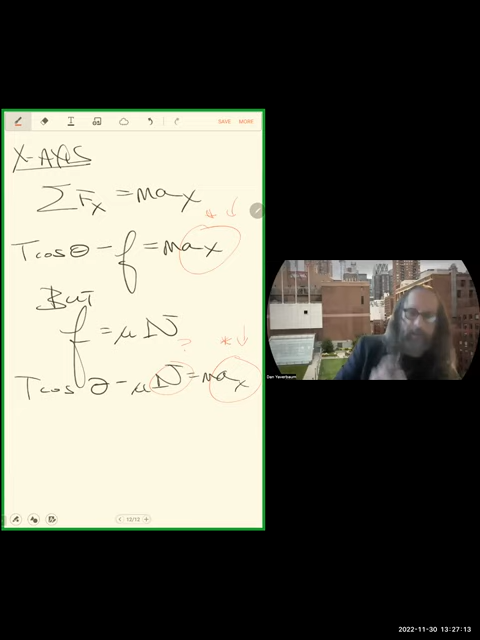 SAVE MORE
X-AXIS
ΣFx = max
* ↓
Tcosθ - f = max
BUT
f = μN
? * ↓
Tcosθ - μN = max
Dan Yaverbaum
12/12
2022-11-30 13:27:13